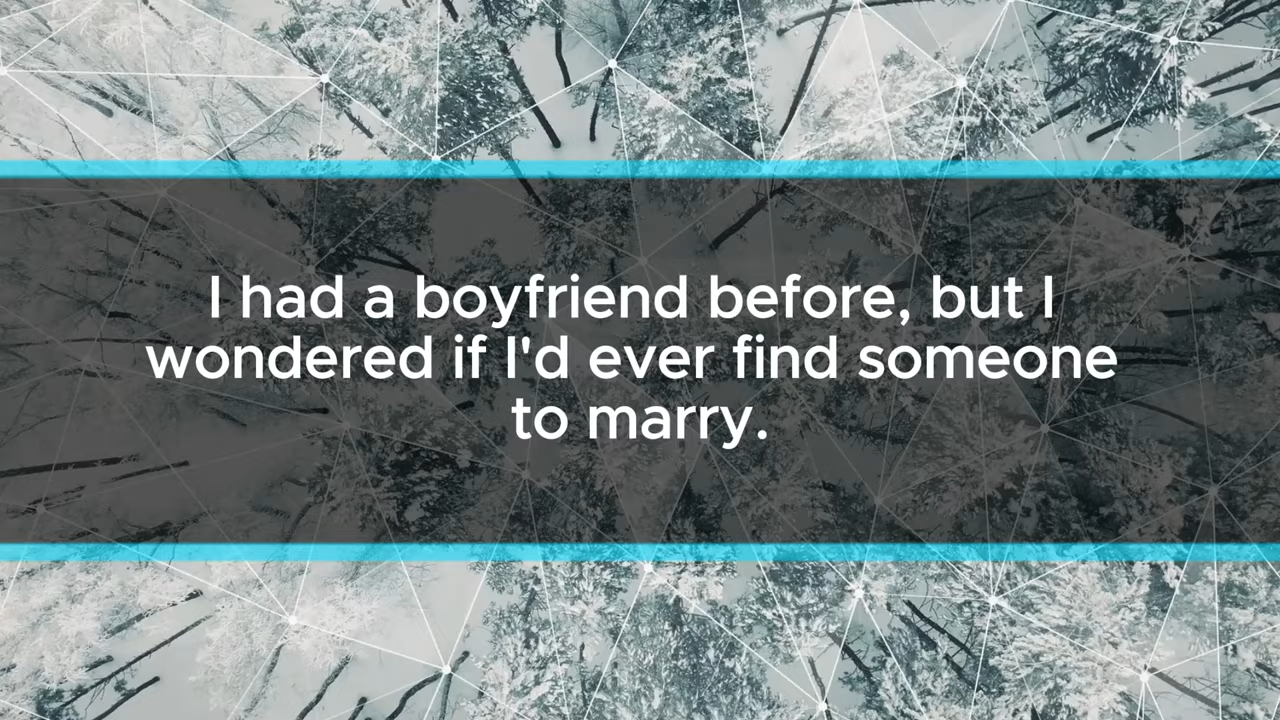 I had a boyfriend before, but I
wondered if I'd ever find someone
to marry.